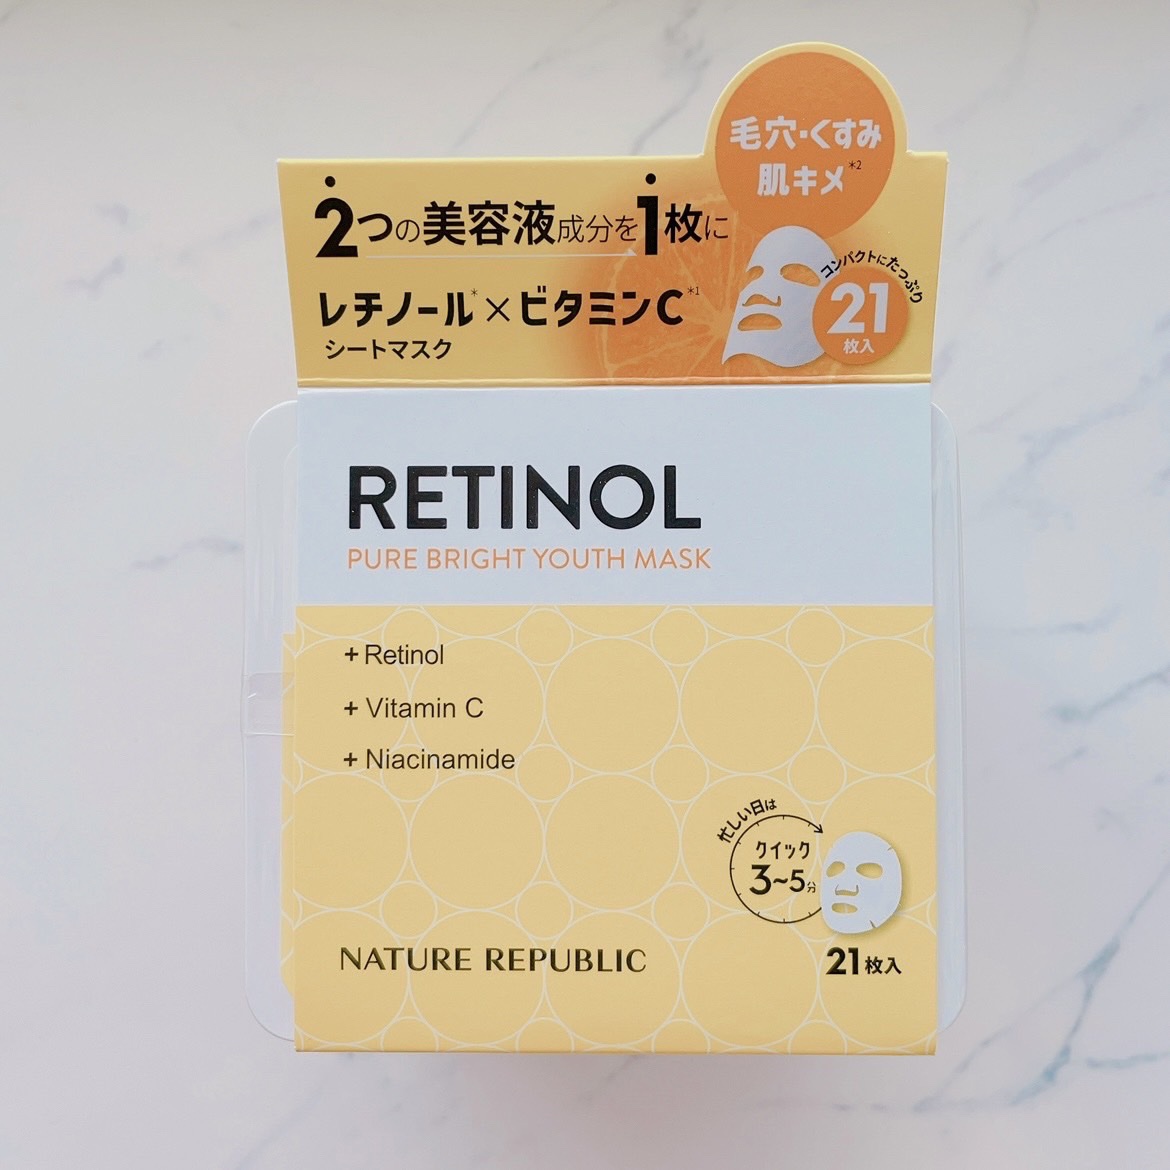 毛穴・くすみ
肌キメ*2
2つの美容液成分を1枚に
レチノール*×ビタミンC*1
シートマスク
コンパクトにたっぷり
21
枚入
RETINOL
PURE BRIGHT YOUTH MASK
+ Retinol
+ Vitamin C
+ Niacinamide
忙しい日は
クイック
3~5分
NATURE REPUBLIC
21枚入